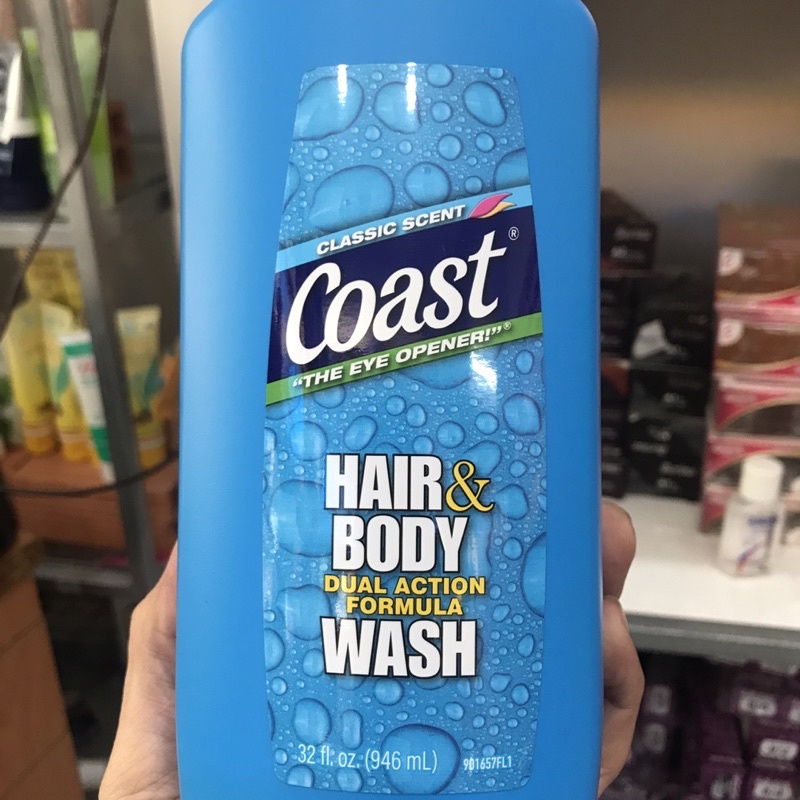 CLASSIC SCENT
Coast®
"THE EYE OPENER!"®
HAIR &
BODY
DUAL ACTION
FORMULA
WASH
32 fl. oz. (946 mL)
901657FL1